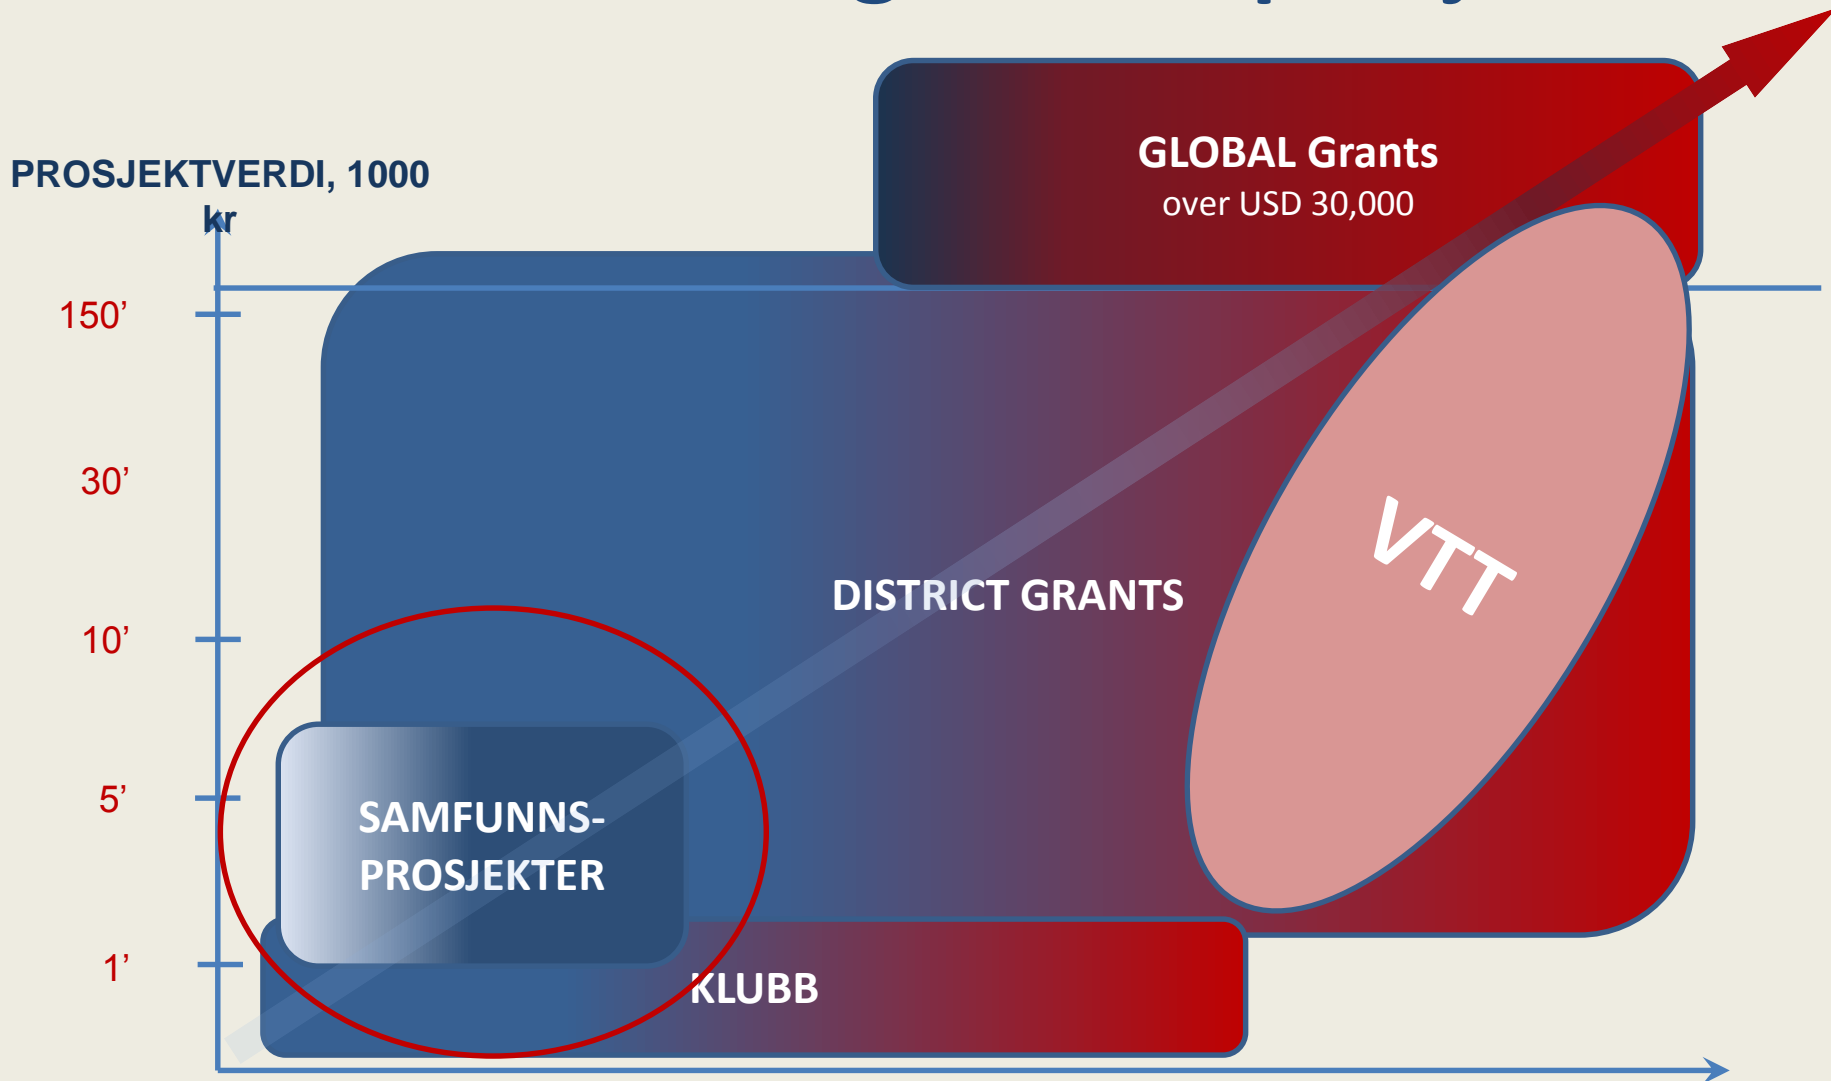 GLOBAL Grants
over USD 30,000
PROSJEKTVERDI, 1000
kr
150’
30’
10’
5’
1’
VTT
DISTRICT GRANTS
SAMFUNNS-
PROSJEKTER
KLUBB